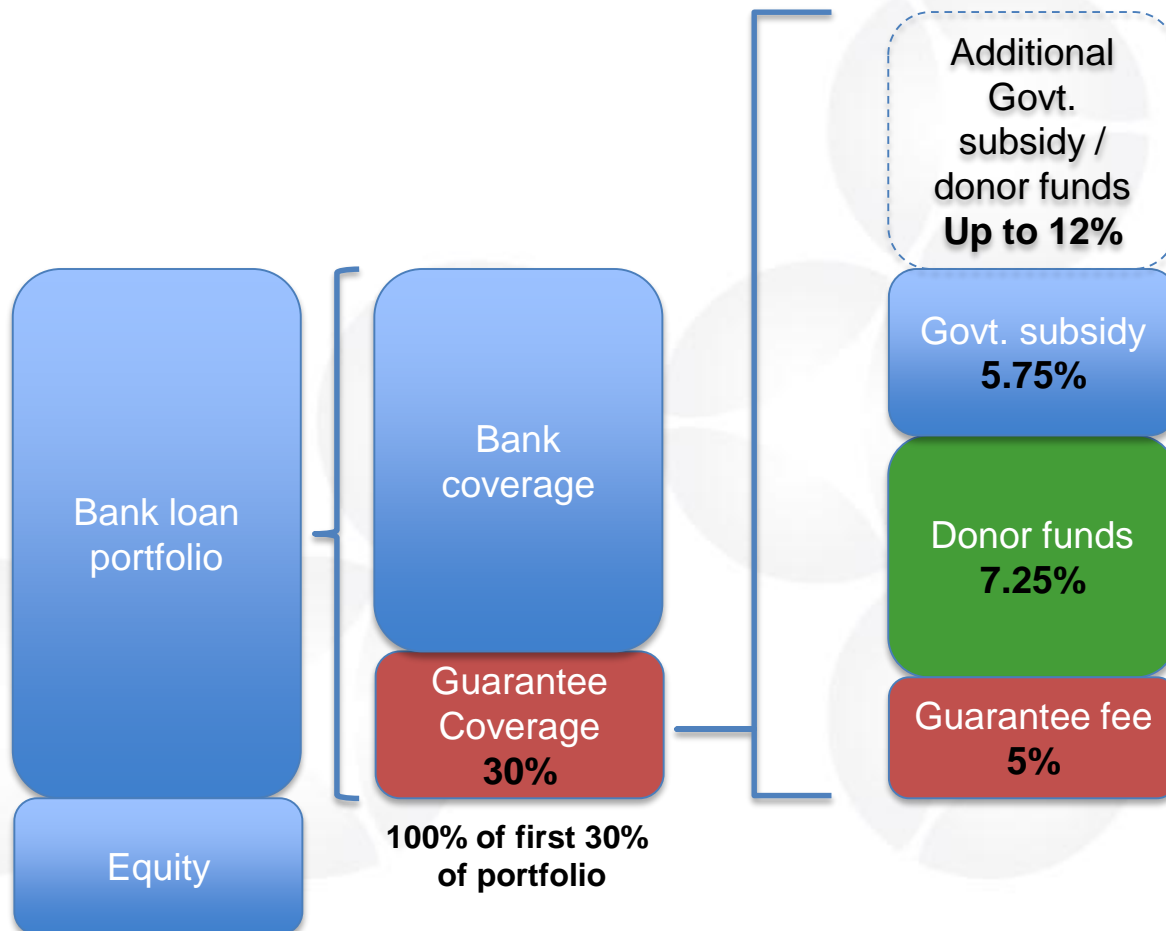 Bank loan
portfolio
Equity
Bank
coverage
Guarantee
Coverage
30%
100% of first 30%
of portfolio
Additional
Govt.
subsidy /
donor funds
Up to 12%
Govt. subsidy
5.75%
Donor funds
7.25%
Guarantee fee
5%